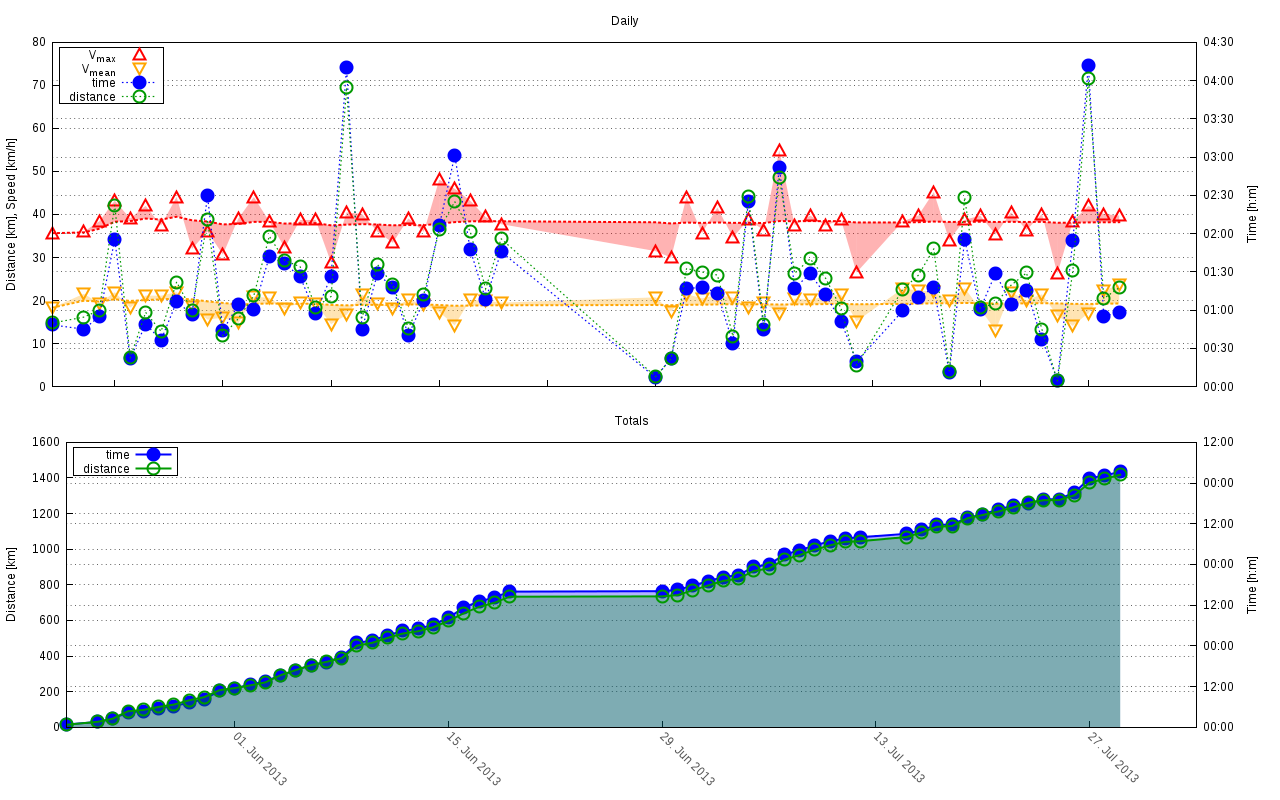 Daily
80
70
60
50
40
30
20
10
0
Distance [km], Speed [km/h]
Vmax
Vmean
time
distance
04:30
04:00
03:30
03:00
02:30
02:00
01:30
01:00
00:30
00:00
Time [h:m]
Totals
1600
1400
1200
1000
800
600
400
200
0
Distance [km]
time
distance
12:00
00:00
12:00
00:00
12:00
00:00
12:00
00:00
Time [h:m]
01. Jun 2013
15. Jun 2013
29. Jun 2013
13. Jul 2013
27. Jul 2013